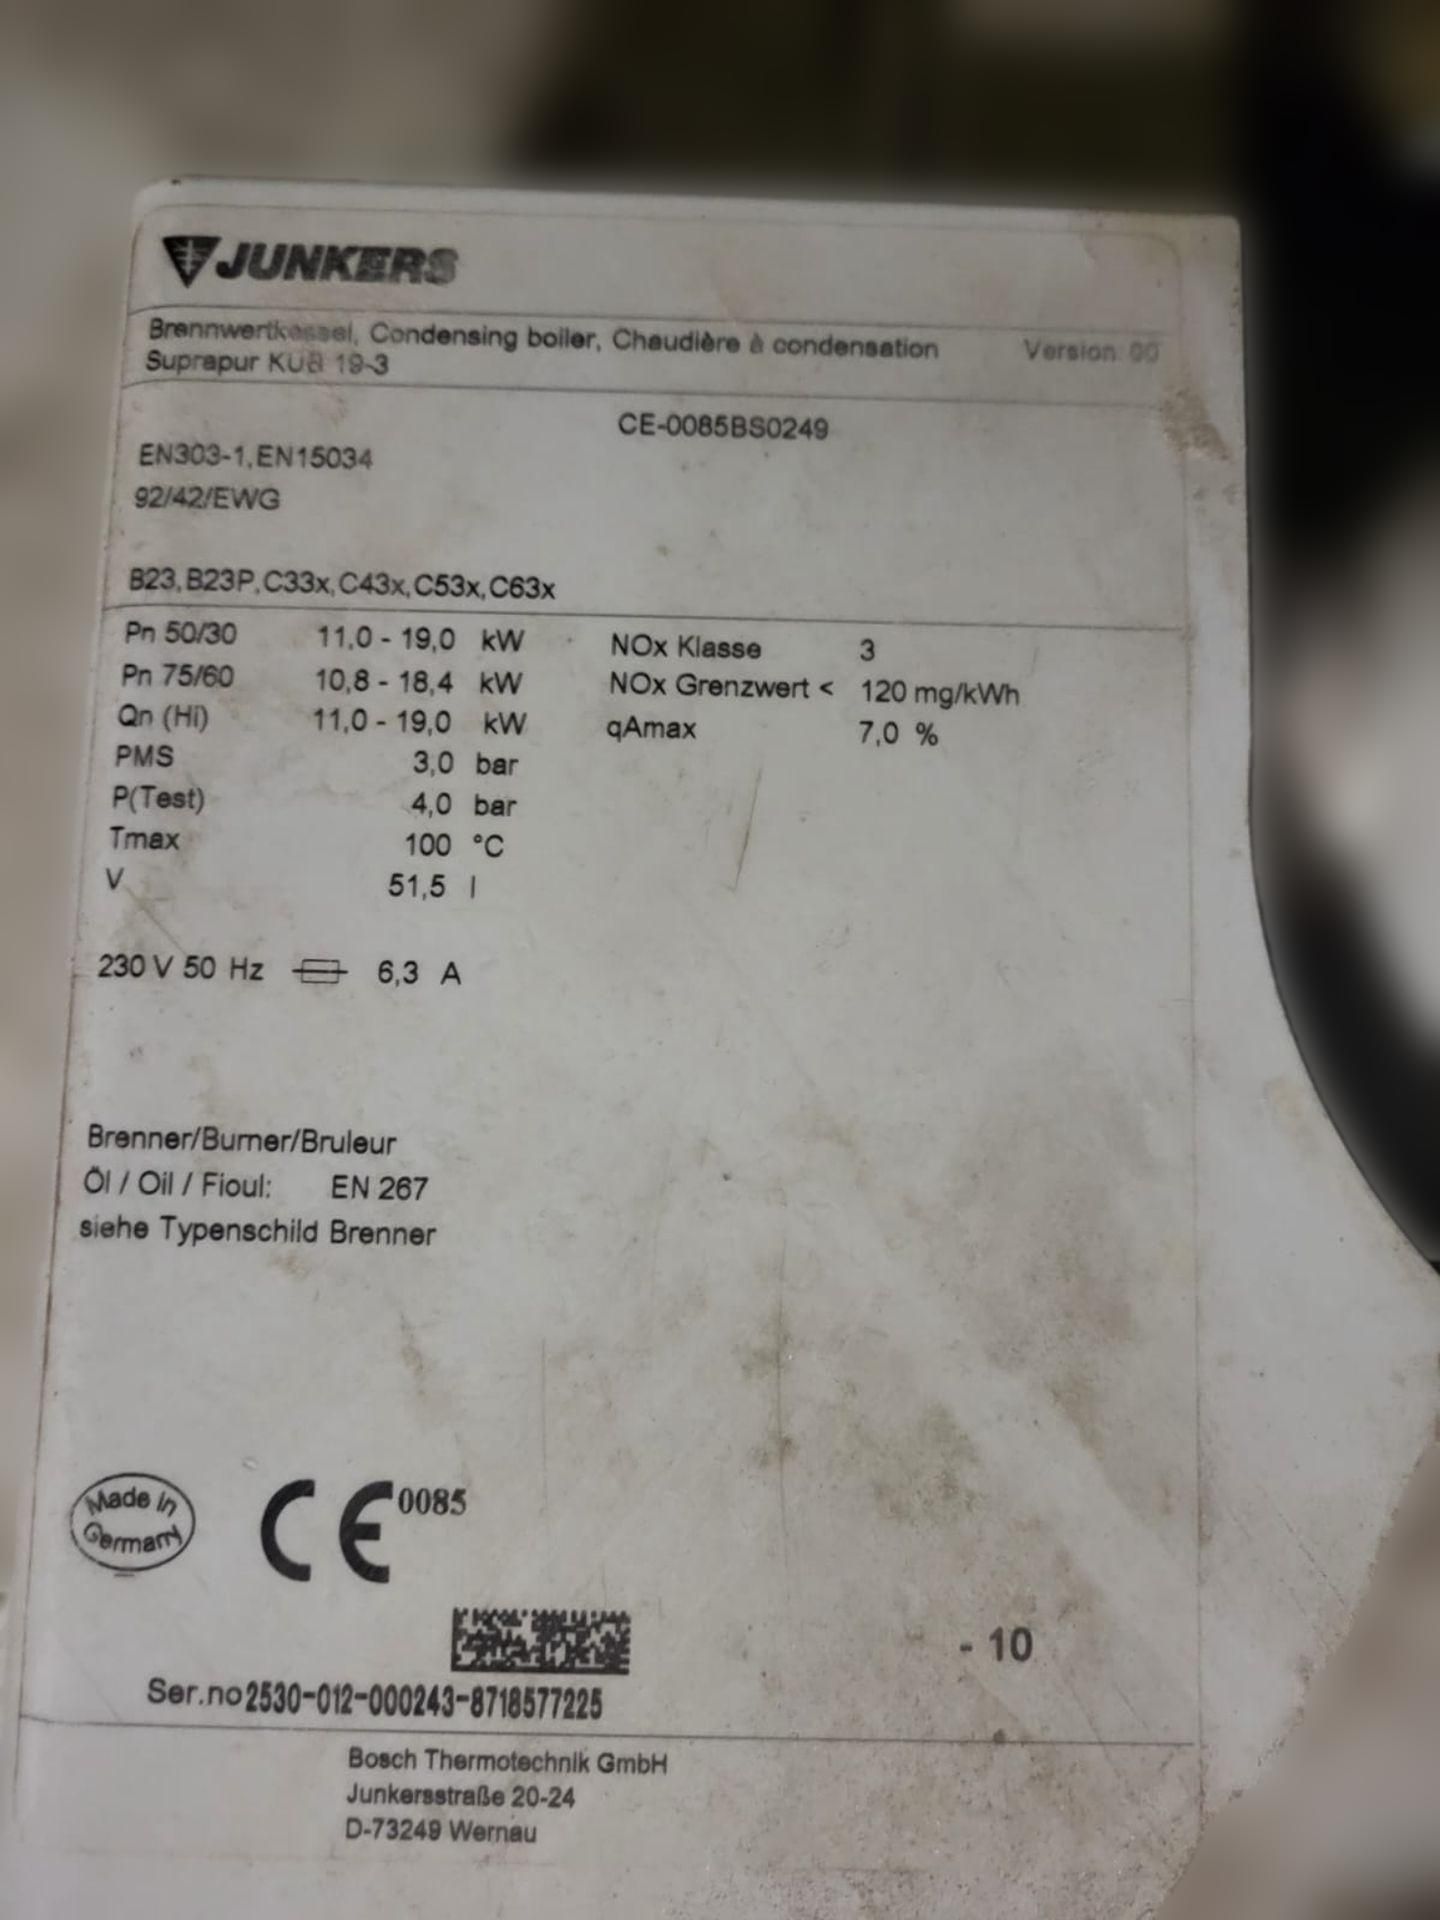 JUNKERS
Brennwertkessel, Condensing boiler, Chaudière à condensation Version: 00
Suprapur KUB 19-3
CE-0085BS0249
EN303-1,EN15034
92/42/EWG
B23,B23P,C33x,C43x,C53x,C63x
Pn 50/30 11,0 - 19,0 kW NOx Klasse 3
Pn 75/60 10,8 - 18,4 kW NOx Grenzwert < 120 mg/kWh
Qn (Hi) 11,0 - 19,0 kW qAmax 7,0 %
PMS 3,0 bar
P(Test) 4,0 bar
Tmax 100 °C
V 51,5 l
230 V 50 Hz 6,3 A
Brenner/Burner/Bruleur
Öl / Oil / Fioul: EN 267
siehe Typenschild Brenner
Made in
Germany
CE 0085
- 10
Ser.no 2530-012-000243-8718577225
Bosch Thermotechnik GmbH
Junkersstraße 20-24
D-73249 Wernau